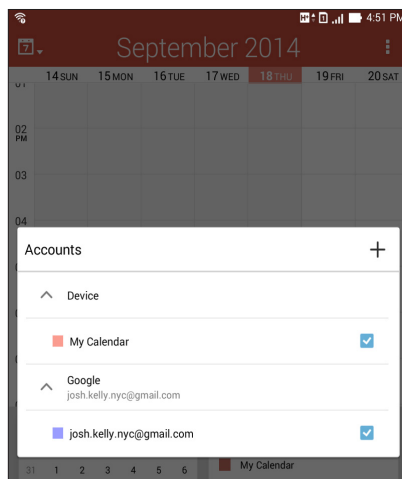 4:51 PM
7
September 2014
14 SUN 15 MON 16 TUE 17 WED 18 THU 19 FRI 20 SAT
01
02
PM
03
04
Accounts
Device
My Calendar
Google
josh.kelly.nyc@gmail.com
josh.kelly.nyc@gmail.com
31 1 2 3 4 5 6
My Calendar